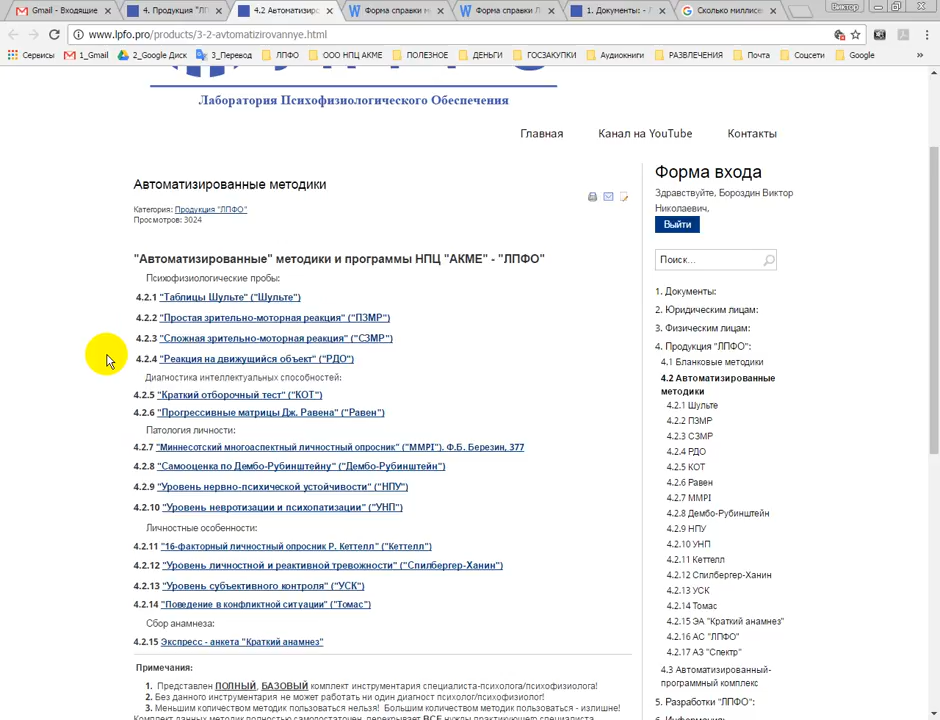 Gmail - Входящие
4. Продукция "ЛП
4.2 Автоматизир
Форма справки м
Форма справки Л
1. Документы: - Л
Сколько миллисе
Виктор
www.lpfo.pro/products/3-2-avtomatizirovannye.html
Сервисы
1_Gmail
2_Google Диск
3_Перевод
ЛПФО
ООО НПЦ АКМЕ
ПОЛЕЗНОЕ
ДЕНЬГИ
ГОСЗАКУПКИ
Аудиокниги
РАЗВЛЕЧЕНИЯ
Почта
Соцсети
Google
»
Лаборатория Психофизиологического Обеспечения
Главная Канал на YouTube Контакты
Автоматизированные методики
Категория: Продукция "ЛПФО"
Просмотров: 3024
"Автоматизированные" методики и программы НПЦ "АКМЕ" - "ЛПФО"
Психофизиологические пробы:
4.2.1 "Таблицы Шульте" ("Шульте")
4.2.2 "Простая зрительно-моторная реакция" ("ПЗМР")
4.2.3 "Сложная зрительно-моторная реакция" ("СЗМР")
4.2.4 "Реакция на движущийся объект" ("РДО")
Диагностика интеллектуальных способностей:
4.2.5 "Краткий отборочный тест" ("КОТ")
4.2.6 "Прогрессивные матрицы Дж. Равена" ("Равен")
Патология личности:
4.2.7 "Миннесотский многоаспектный личностный опросник" ("MMPI"). Ф.Б. Березин, 377
4.2.8 "Самооценка по Дембо-Рубинштейну" ("Дембо-Рубинштейн")
4.2.9 "Уровень нервно-психической устойчивости" ("НПУ")
4.2.10 "Уровень невротизации и психопатизации" ("УНП")
Личностные особенности:
4.2.11 "16-факторный личностный опросник Р. Кеттелл" ("Кеттелл")
4.2.12 "Уровень личностной и реактивной тревожности" ("Спилбергер-Ханин")
4.2.13 "Уровень субъективного контроля" ("УСК")
4.2.14 "Поведение в конфликтной ситуации" ("Томас")
Сбор анамнеза:
4.2.15 Экспресс - анкета "Краткий анамнез"
Примечания:
1. Представлен ПОЛНЫЙ, БАЗОВЫЙ комплект инструментария специалиста-психолога/психофизиолога!
2. Без данного инструментария не может работать ни один диагност психолог/психофизиолог!
3. Меньшим количеством методик пользоваться нельзя! Большим количеством методик пользоваться - излишне!
Комплект данных методик полностью самодостаточен, перекрывает ВСЕ нужды практикующего специалиста
Форма входа
Здравствуйте, Бороздин Виктор
Николаевич,
Выйти
Поиск...
1. Документы:
2. Юридическим лицам:
3. Физическим лицам:
4. Продукция "ЛПФО":
4.1 Бланковые методики
4.2 Автоматизированные
методики
4.2.1 Шульте
4.2.2 ПЗМР
4.2.3 СЗМР
4.2.4 РДО
4.2.5 КОТ
4.2.6 Равен
4.2.7 MMPI
4.2.8 Дембо-Рубинштейн
4.2.9 НПУ
4.2.10 УНП
4.2.11 Кеттелл
4.2.12 Спилбергер-Ханин
4.2.13 УСК
4.2.14 Томас
4.2.15 ЭА "Краткий анамнез"
4.2.16 АС "ЛПФО"
4.2.17 АЗ "Спектр"
4.3 Автоматизированный-
программный комплекс
5. Разработки "ЛПФО":